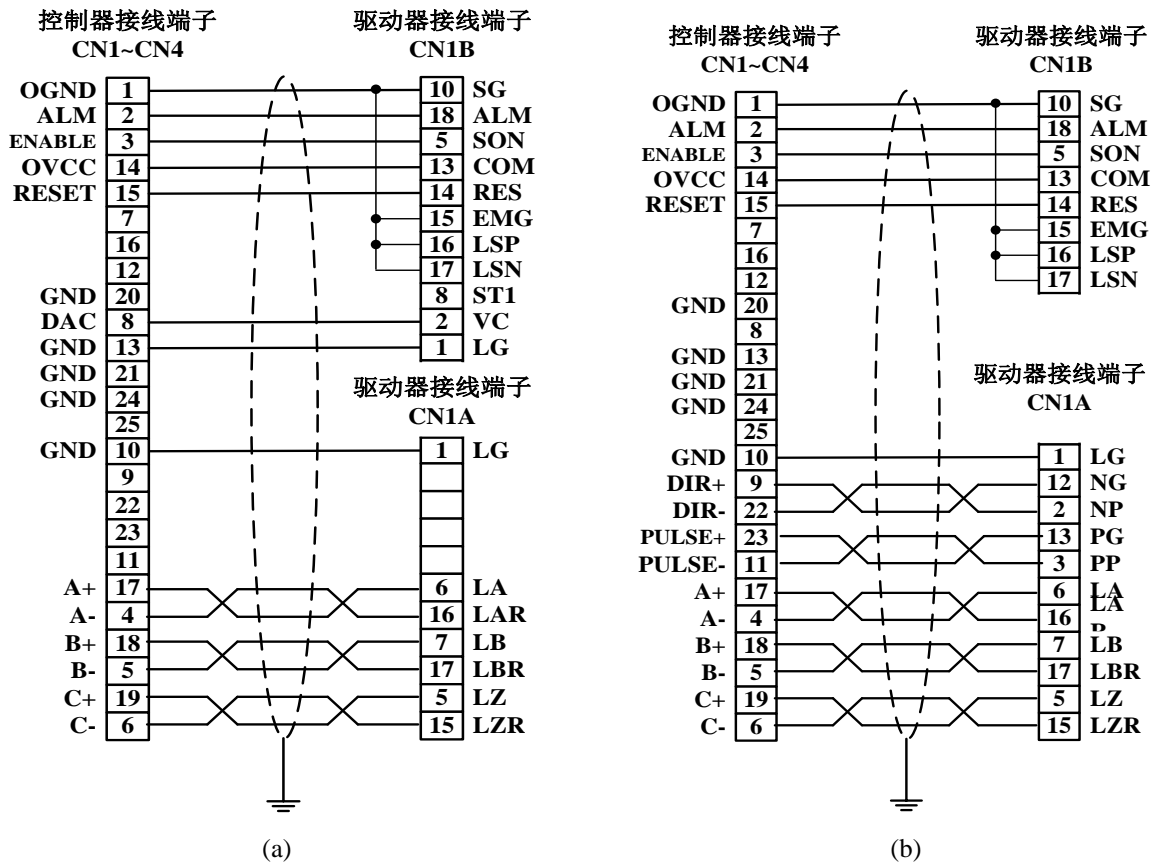 控制器接线端子
CN1~CN4
驱动器接线端子
CN1B
OGND 1 10 SG
ALM 2 18 ALM
ENABLE 3 5 SON
OVCC 14 13 COM
RESET 15 14 RES
7 15 EMG
16 16 LSP
12 17 LSN
GND 20 8 ST1
DAC 8 2 VC
GND 13 1 LG
GND 21
GND 24
25
驱动器接线端子
CN1A
GND 10 1 LG
9
22
23
11
A+ 17 6 LA
A- 4 16 LAR
B+ 18 7 LB
B- 5 17 LBR
C+ 19 5 LZ
C- 6 15 LZR
(a)
控制器接线端子
CN1~CN4
驱动器接线端子
CN1B
OGND 1 10 SG
ALM 2 18 ALM
ENABLE 3 5 SON
OVCC 14 13 COM
RESET 15 14 RES
7 15 EMG
16 16 LSP
12 17 LSN
GND 20
8
GND 13
GND 21
GND 24
25
驱动器接线端子
CN1A
GND 10 1 LG
DIR+ 9 12 NG
DIR- 22 2 NP
PULSE+ 23 13 PG
PULSE- 11 3 PP
A+ 17 6 LA
A- 4 16 LA
B+ 18 7 LB
B- 5 17 LBR
C+ 19 5 LZ
C- 6 15 LZR
(b)